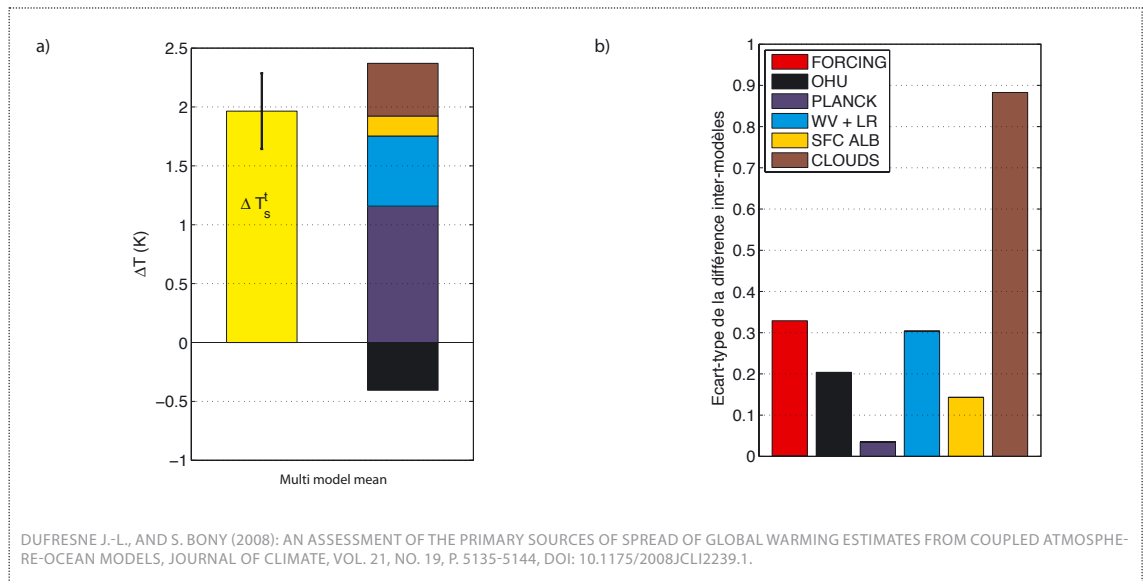 a)
2.5
2
1.5
1
0.5
0
−0.5
−1
ΔT (K)
Δ T_s^t
Multi model mean
b)
1
0.9
0.8
0.7
0.6
0.5
0.4
0.3
0.2
0.1
0
Ecart-type de la différence inter-modèles
FORCING
OHU
PLANCK
WV + LR
SFC ALB
CLOUDS
DUFRESNE J.-L., AND S. BONY (2008): AN ASSESSMENT OF THE PRIMARY SOURCES OF SPREAD OF GLOBAL WARMING ESTIMATES FROM COUPLED ATMOSPHE-
RE-OCEAN MODELS, JOURNAL OF CLIMATE, VOL. 21, NO. 19, P. 5135-5144, DOI: 10.1175/2008JCLI2239.1.